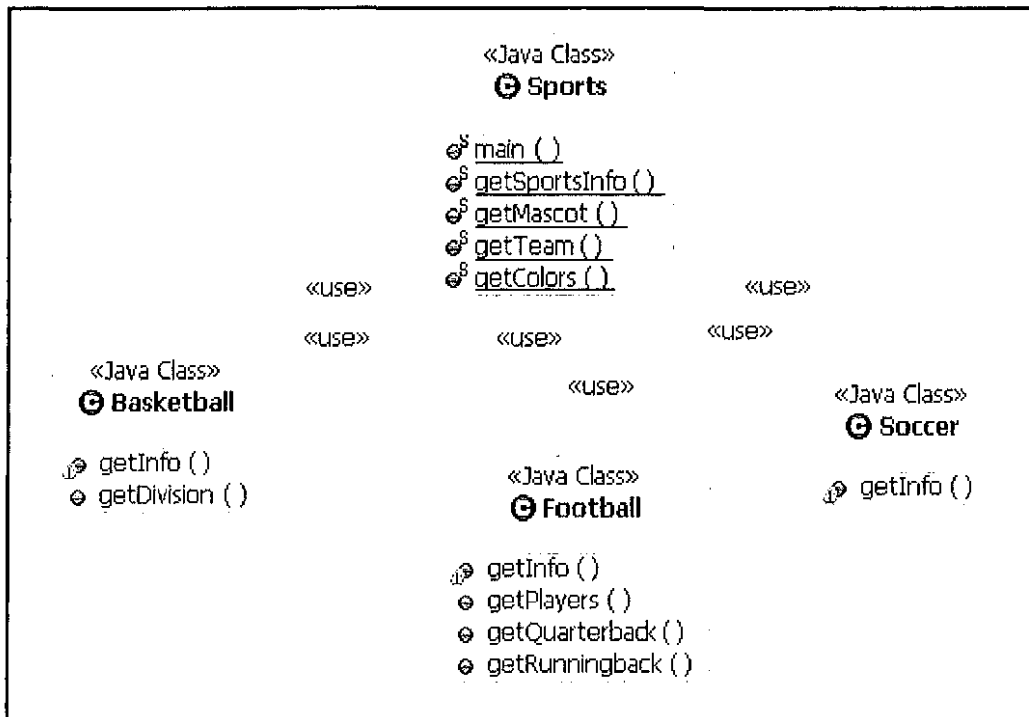 «Java Class»
Sports
main ( )
getSportsInfo ( )
getMascot ( )
getTeam ( )
getColors ( )
«use»
«use»
«use»
«use»
«use»
«use»
«Java Class»
Basketball
getInfo ( )
getDivision ( )
«Java Class»
Football
getInfo ( )
getPlayers ( )
getQuarterback ( )
getRunningback ( )
«Java Class»
Soccer
getInfo ( )